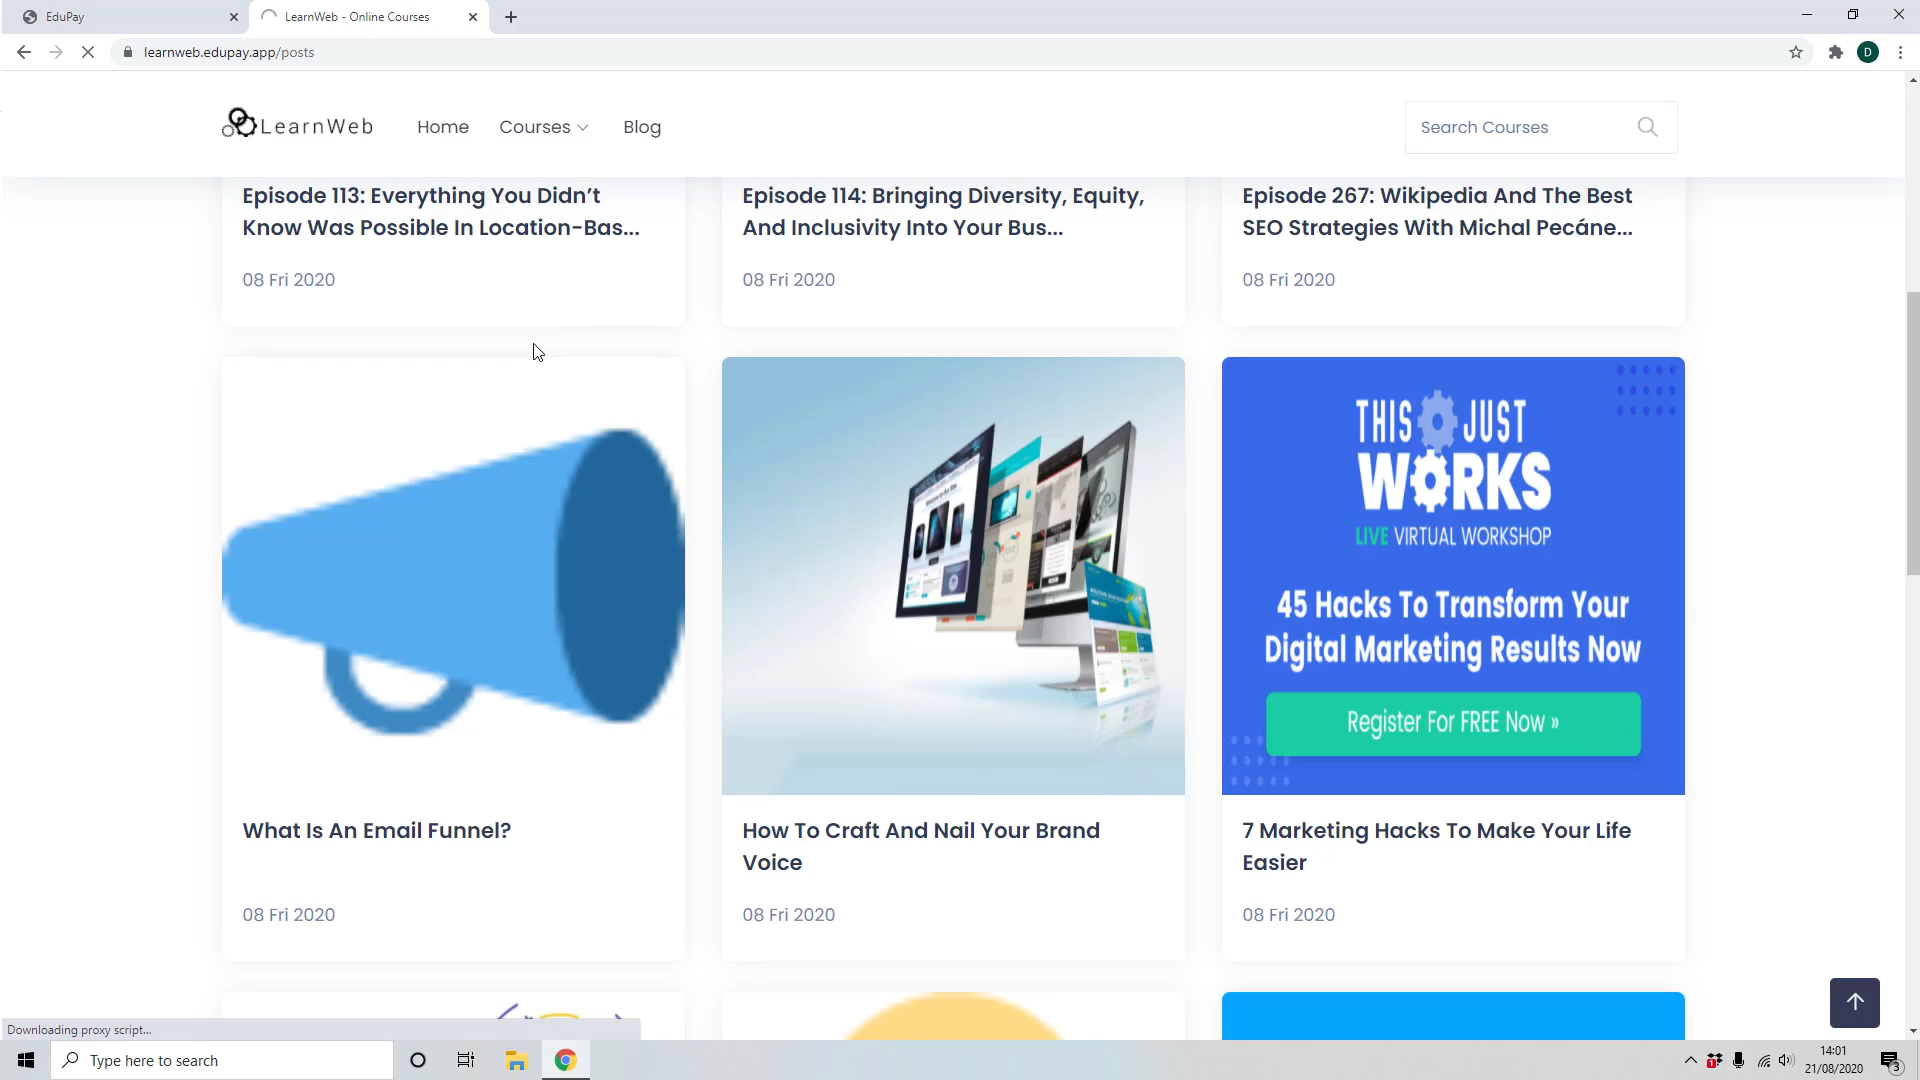 EduPay
LearnWeb - Online Courses
learnweb.edupay.app/posts
D
LearnWeb
Home
Courses
Blog
Search Courses
Episode 113: Everything You Didn’t
Know Was Possible In Location-Bas...
08 Fri 2020
Episode 114: Bringing Diversity, Equity,
And Inclusivity Into Your Bus...
08 Fri 2020
Episode 267: Wikipedia And The Best
SEO Strategies With Michal Pecáne...
08 Fri 2020
THIS JUST
WORKS
LIVE VIRTUAL WORKSHOP
45 Hacks To Transform Your
Digital Marketing Results Now
Register For FREE Now »
What Is An Email Funnel?
08 Fri 2020
How To Craft And Nail Your Brand
Voice
08 Fri 2020
7 Marketing Hacks To Make Your Life
Easier
08 Fri 2020
Downloading proxy script...
Type here to search
14:01
21/08/2020
3